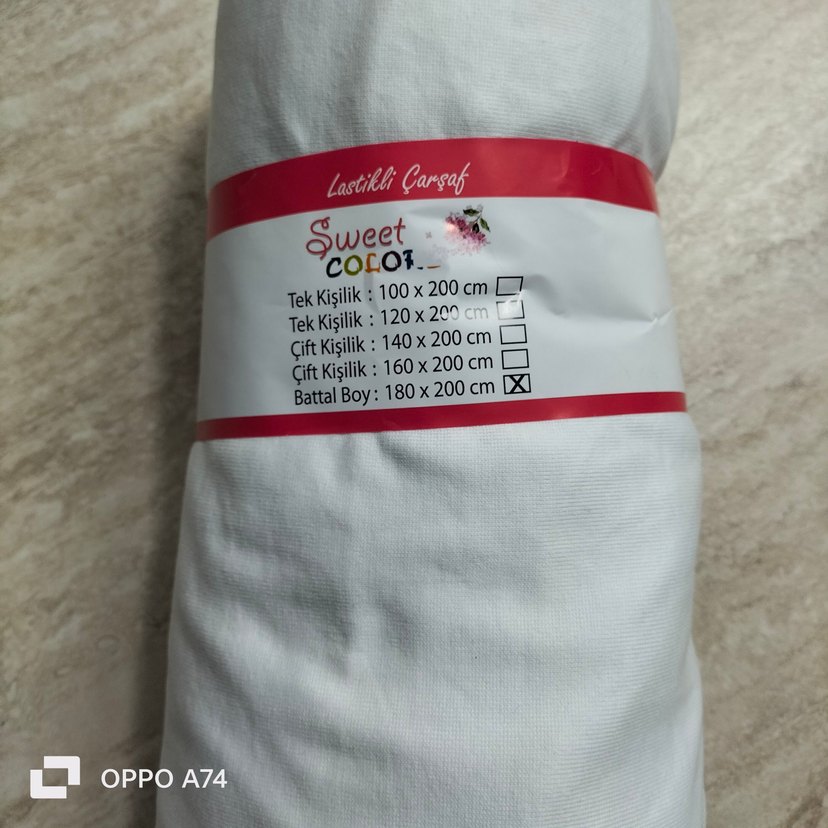 Lastikli Çarşaf
Sweet
COLOR
Tek Kişilik : 100 x 200 cm
Tek Kişilik : 120 x 200 cm
Çift Kişilik : 140 x 200 cm
Çift Kişilik : 160 x 200 cm
Battal Boy : 180 x 200 cm X
OPPO A74